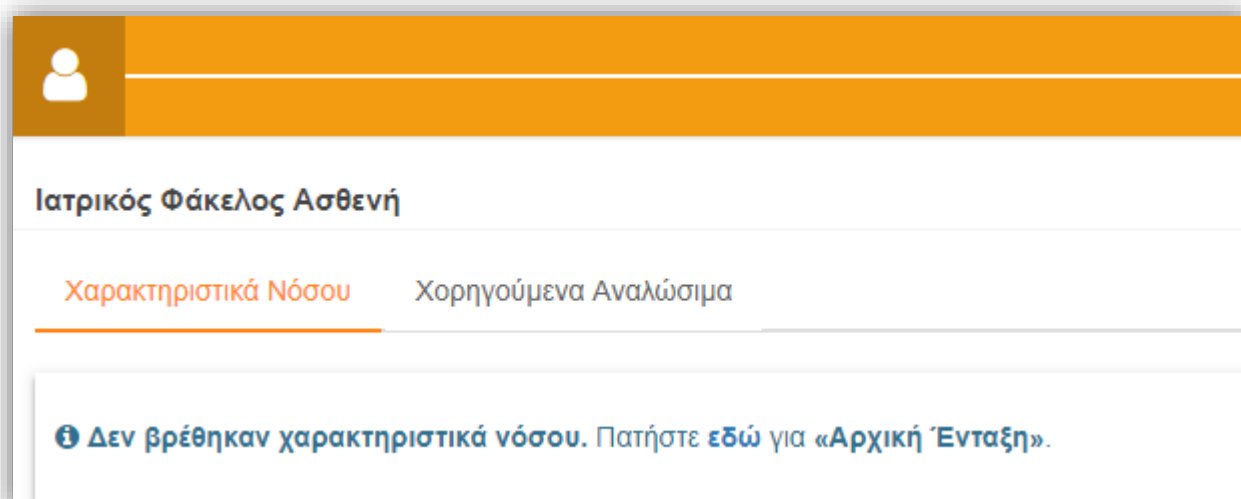 Ιατρικός Φάκελος Ασθενή
Χαρακτηριστικά Νόσου Χορηγούμενα Αναλώσιμα
Δεν βρέθηκαν χαρακτηριστικά νόσου. Πατήστε εδώ για «Αρχική Ένταξη».